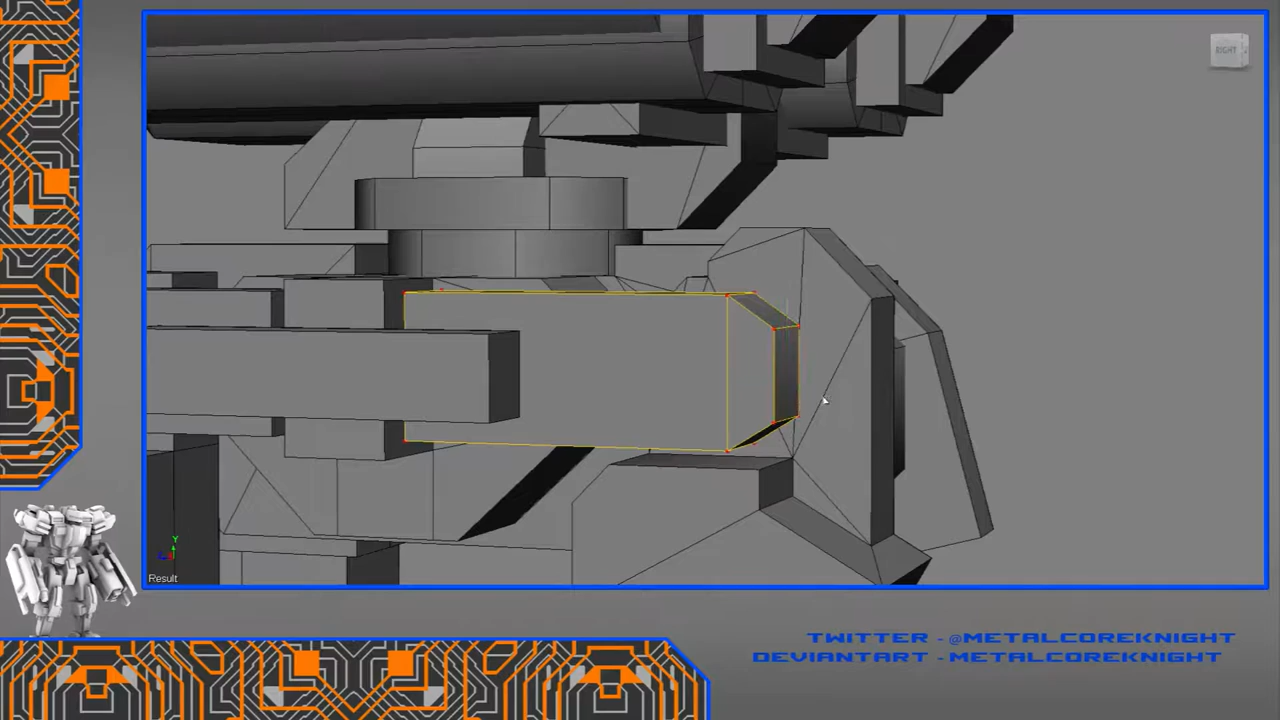 RIGHT
Y
Result
TWITTER - @METALCOREKNIGHT
DEVIANTART - METALCOREKNIGHT